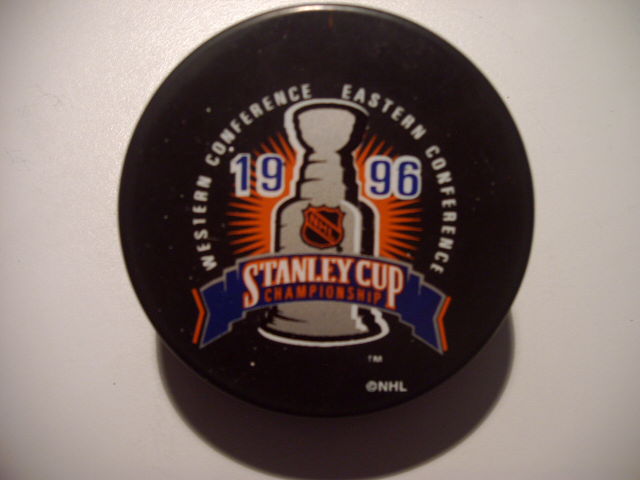 WESTERN CONFERENCE EASTERN CONFERENCE
19 96
NHL
STANLEY CUP
CHAMPIONSHIP
TM
©NHL